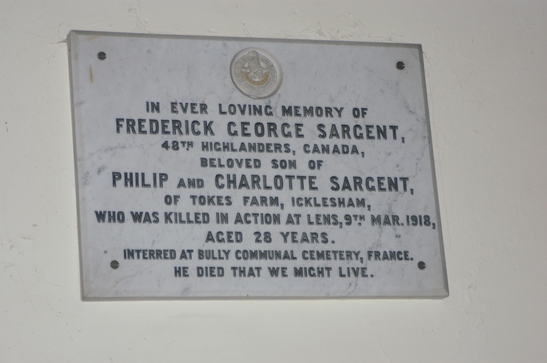 IN EVER LOVING MEMORY OF
FREDERICK GEORGE SARGENT,
48TH HIGHLANDERS, CANADA,
BELOVED SON OF
PHILIP AND CHARLOTTE SARGENT,
OF TOKES FARM, ICKLESHAM,
WHO WAS KILLED IN ACTION AT LENS, 9TH MAR. 1918,
AGED 28 YEARS.
INTERRED AT BULLY COMMUNAL CEMETERY, FRANCE.
HE DIED THAT WE MIGHT LIVE.